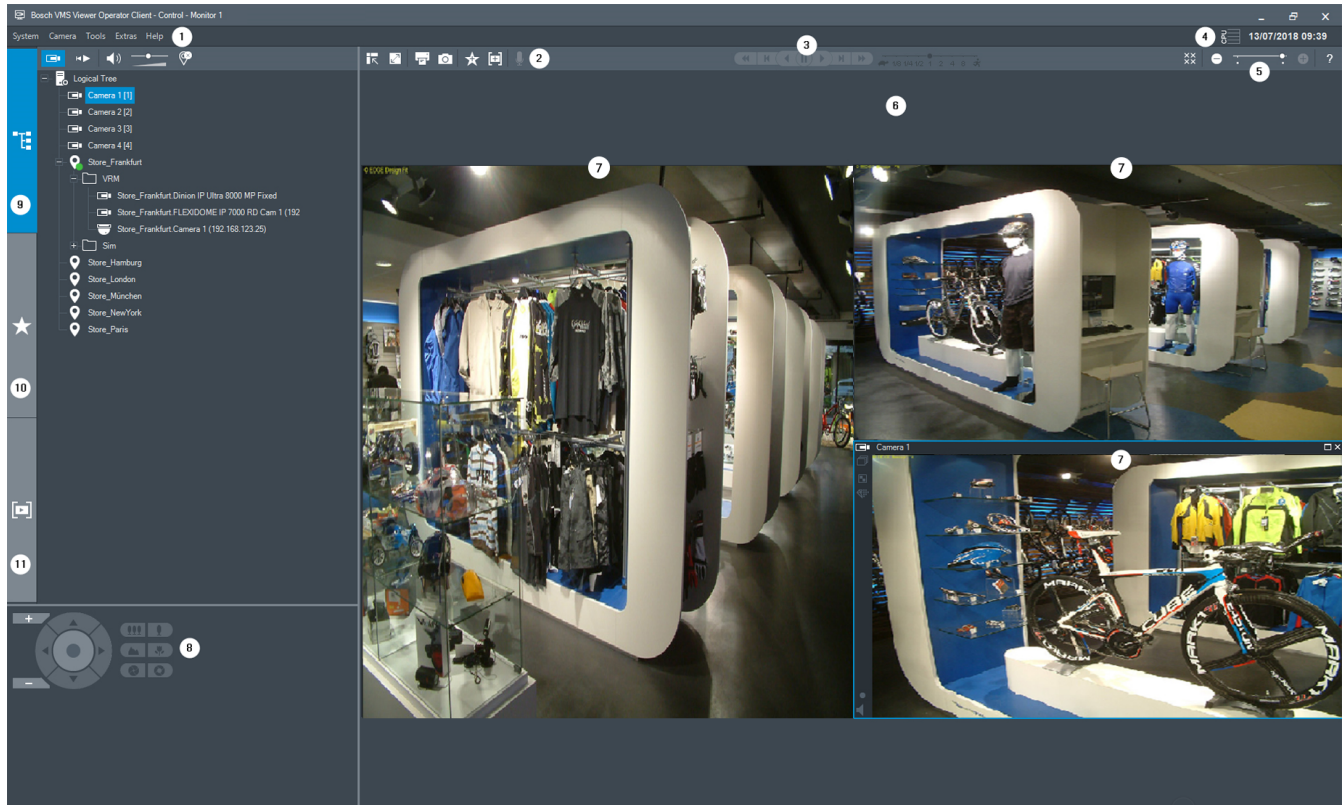 Bosch VMS Viewer Operator Client - Control - Monitor 1
System Camera Tools Extras Help 1
4 13/07/2018 09:39
2
3
5
?
6
Logical Tree
Camera 1 [1]
Camera 2 [2]
Camera 3 [3]
Camera 4 [4]
Store_Frankfurt
VRM
Store_Frankfurt.Dinion IP Ultra 8000 MP Fixed
Store_Frankfurt.FLEXIDOME IP 7000 RD Cam 1 (192
Store_Frankfurt.Camera 1 (192.168.123.25)
Sim
Store_Hamburg
Store_London
Store_München
Store_NewYork
Store_Paris
9
10
11
8
© EDGE Design
7
7
Camera 1
7
CUBE